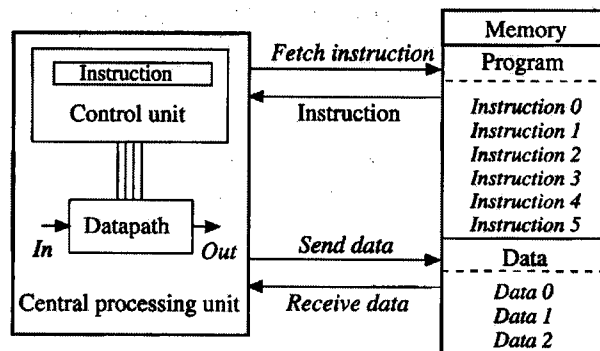 Instruction
Control unit
Datapath
In
Out
Central processing unit
Fetch instruction
Instruction
Send data
Receive data
Memory
Program
Instruction 0
Instruction 1
Instruction 2
Instruction 3
Instruction 4
Instruction 5
Data
Data 0
Data 1
Data 2